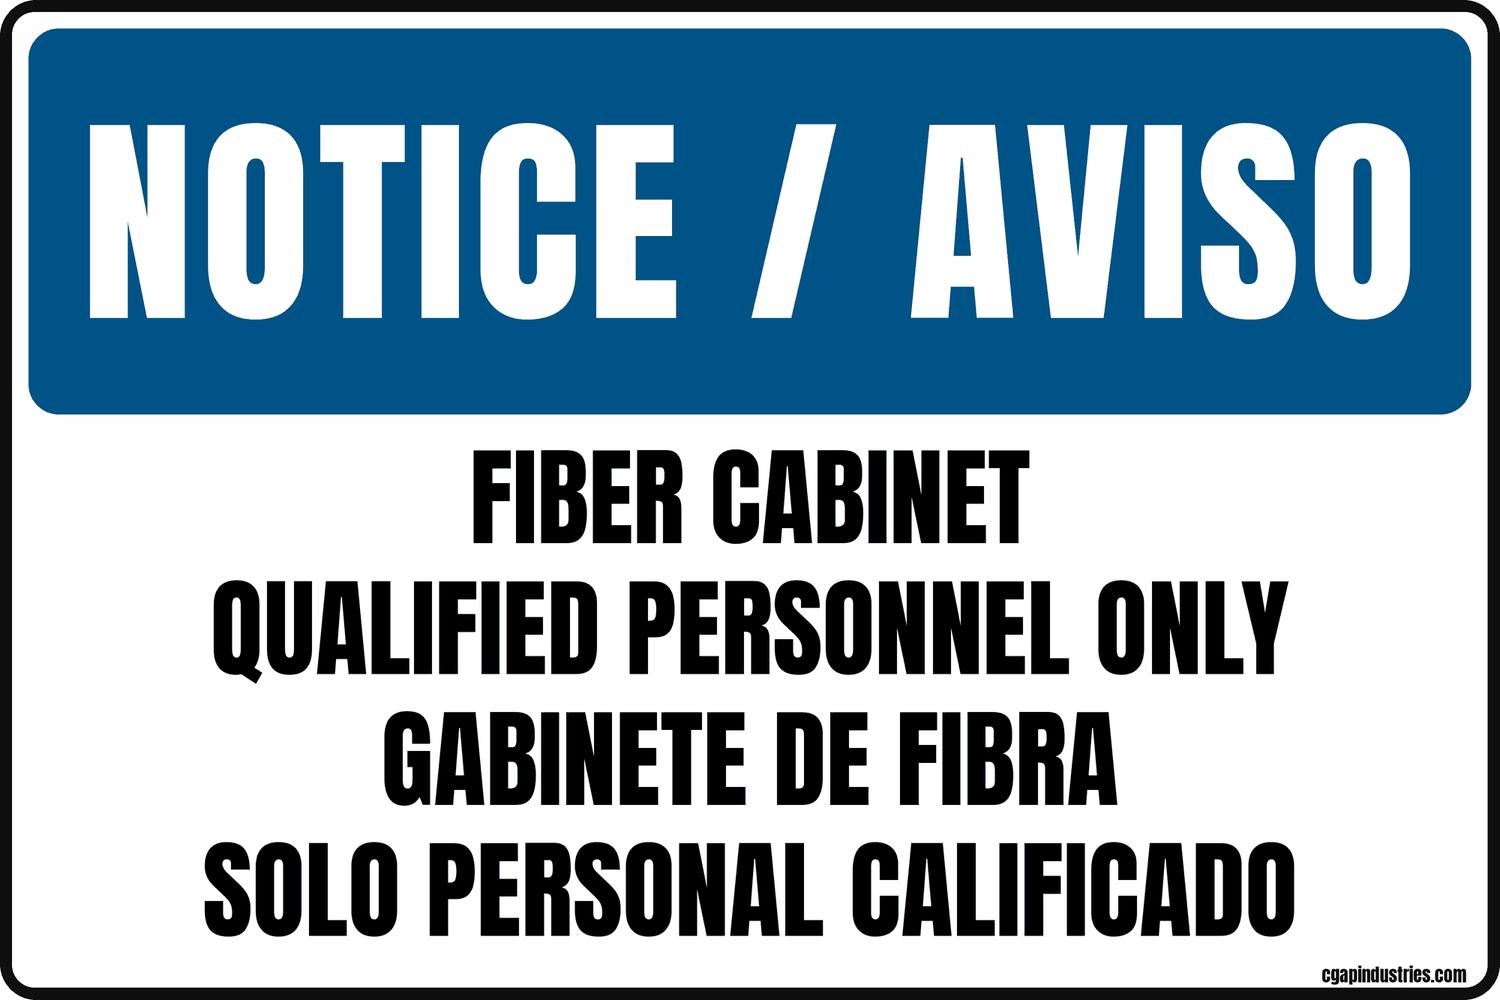 NOTICE / AVISO
FIBER CABINET
QUALIFIED PERSONNEL ONLY
GABINETE DE FIBRA
SOLO PERSONAL CALIFICADO
cgapindustries.com